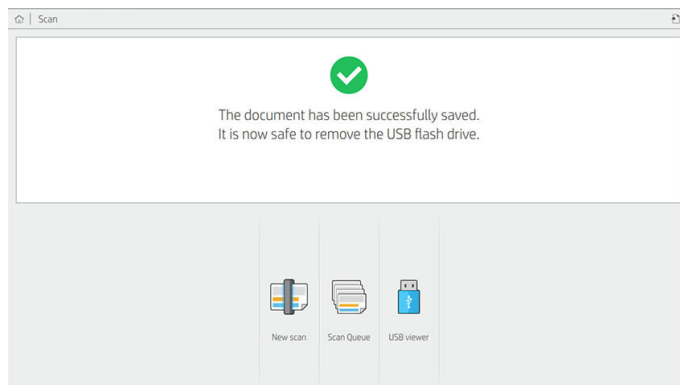 Scan
The document has been successfully saved.
It is now safe to remove the USB flash drive.
New scan
Scan Queue
USB viewer